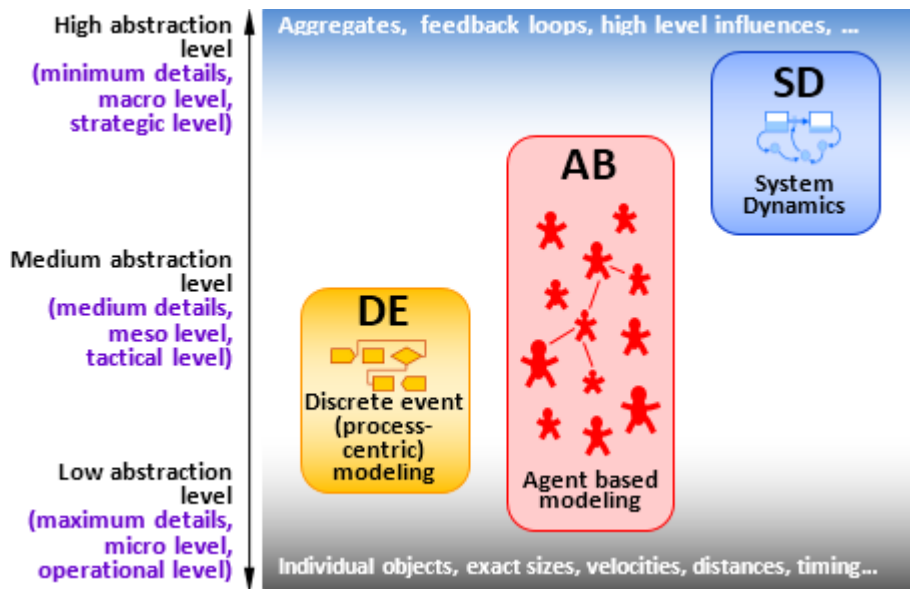 High abstraction
level
(minimum details,
macro level,
strategic level)
Medium abstraction
level
(medium details,
meso level,
tactical level)
Low abstraction
level
(maximum details,
micro level,
operational level)
Aggregates, feedback loops, high level influences, ...
DE
Discrete event
(process-
centric)
modeling
AB
Agent based
modeling
SD
System
Dynamics
Individual objects, exact sizes, velocities, distances, timing...